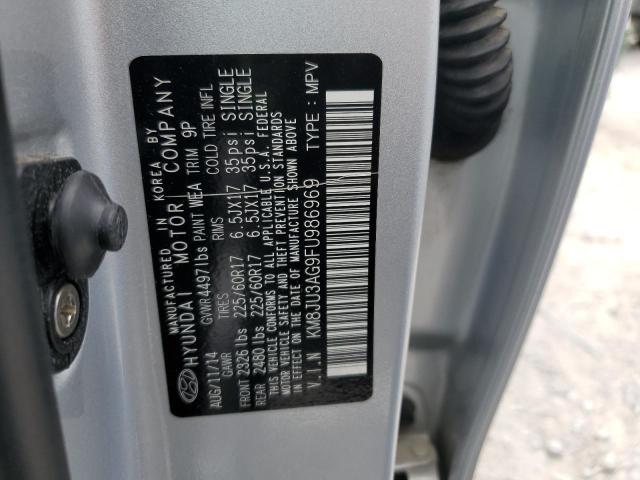 MANUFACTURED IN KOREA BY
HYUNDAI MOTOR COMPANY
AUG/11/14 GVWR 4497lbs PAINT WEA TRIM 9P
GAWR TIRES RIMS COLD TIRE INFL
FRONT 2326 lbs 225/60R17 6.5JX17 35psi SINGLE
REAR 2480 lbs 225/60R17 6.5JX17 35psi SINGLE
THIS VEHICLE CONFORMS TO ALL APPLICABLE U.S.A. FEDERAL
MOTOR VEHICLE SAFETY AND THEFT PREVENTION STANDARDS
IN EFFECT ON THE DATE OF MANUFACTURE SHOWN ABOVE
V.I.N KM8JU3AG9FU986969 TYPE : MPV